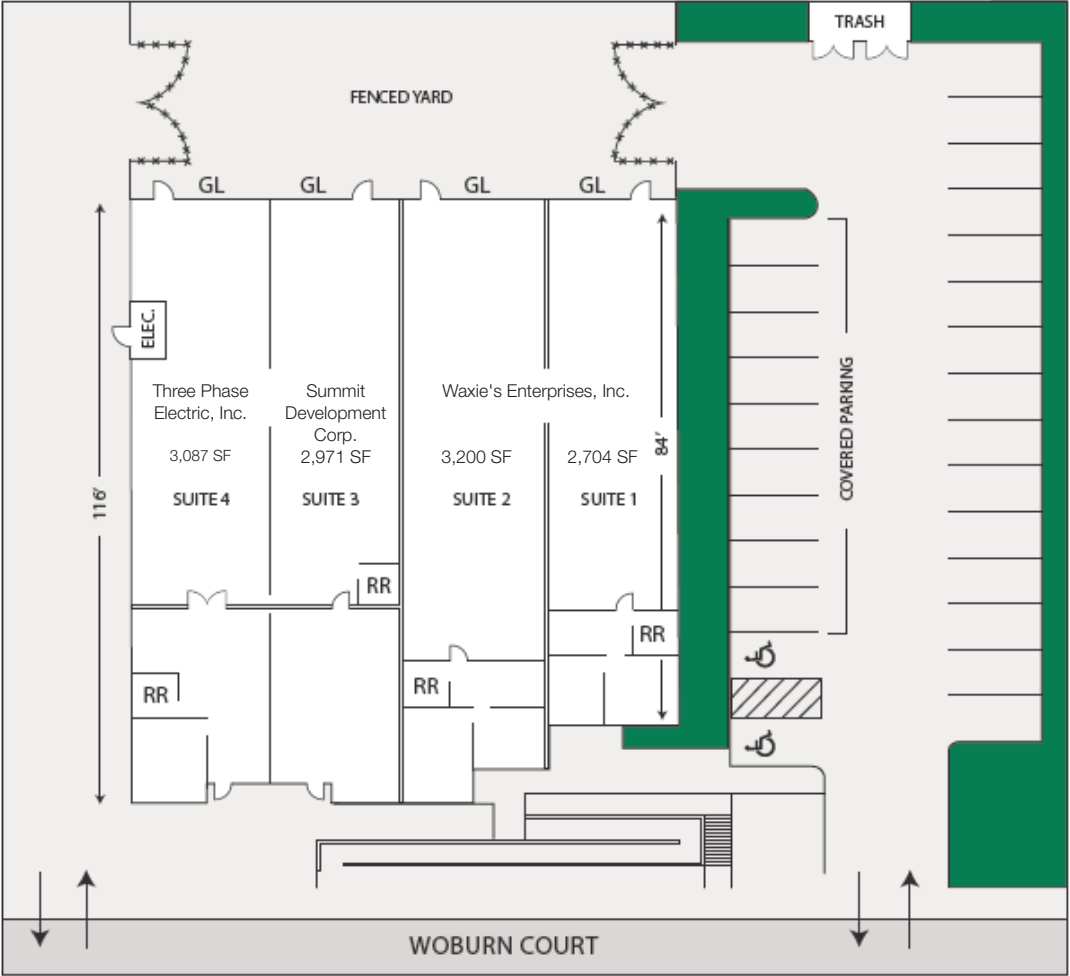 TRASH
FENCED YARD
GL
GL
GL
GL
ELEC.
Three Phase
Electric, Inc.
3,087 SF
SUITE 4
Summit
Development
Corp.
2,971 SF
SUITE 3
Waxie's Enterprises, Inc.
3,200 SF
SUITE 2
2,704 SF
SUITE 1
84'
116'
COVERED PARKING
RR
RR
RR
RR
WOBURN COURT